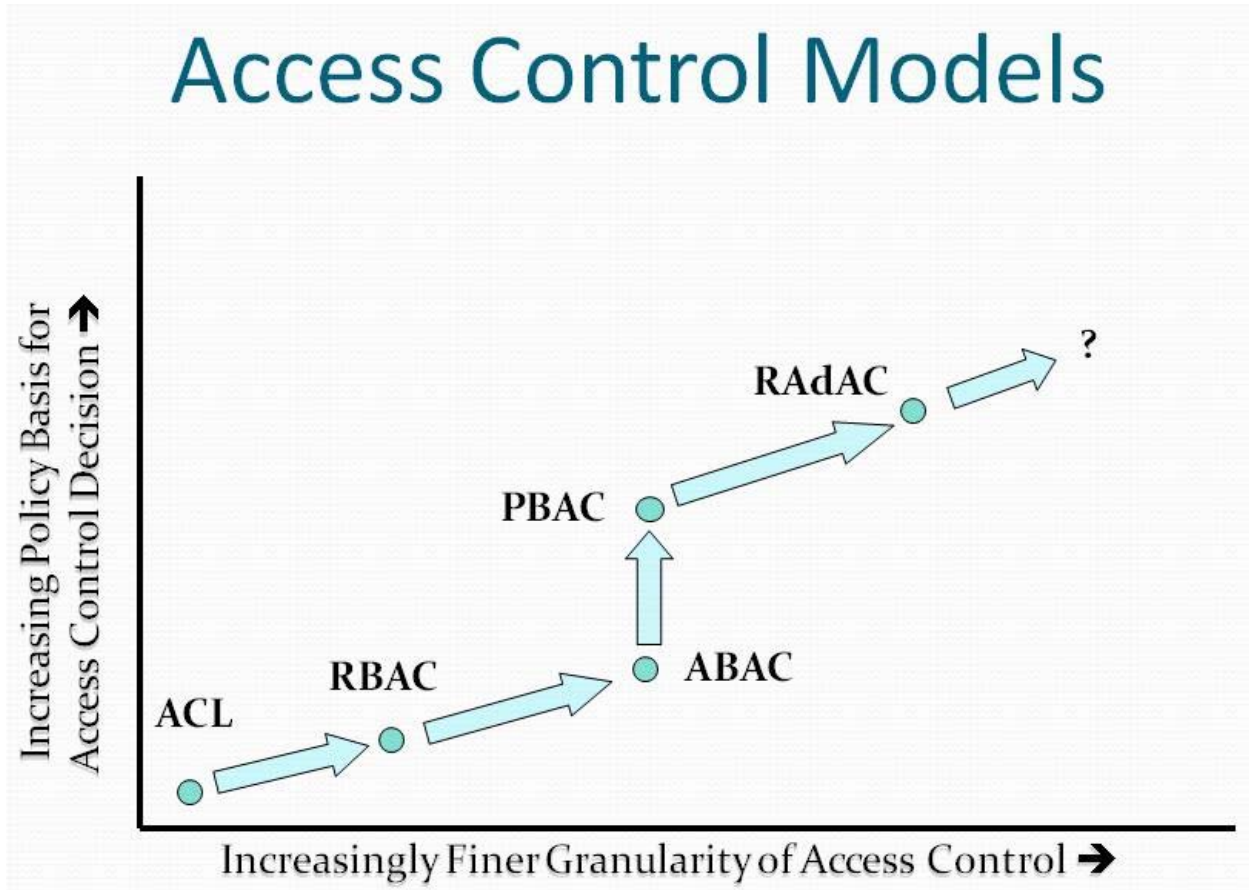 Access Control Models
Increasing Policy Basis for
Access Control Decision ➔
?
RAdAC
PBAC
ABAC
RBAC
ACL
Increasingly Finer Granularity of Access Control ➔